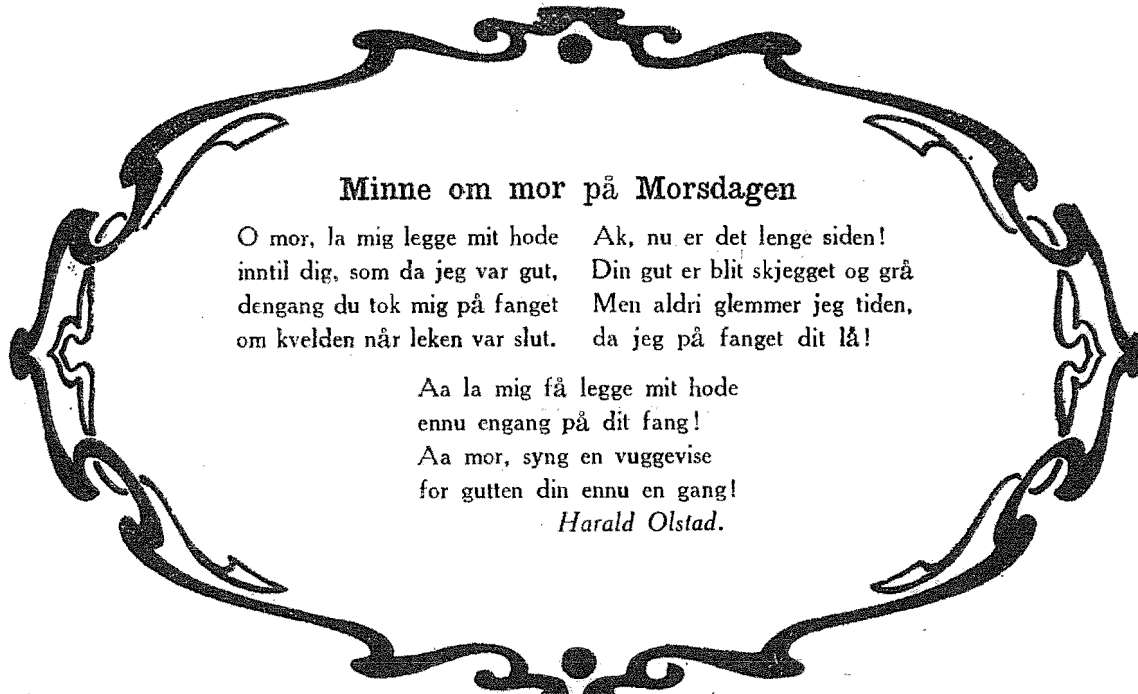 Minne om mor på Morsdagen
O mor, la mig legge mit hode
inntil dig, som da jeg var gut,
dengang du tok mig på fanget
om kvelden når leken var slut.
Ak, nu er det lenge siden!
Din gut er blit skjegget og grå
Men aldri glemmer jeg tiden,
da jeg på fanget dit lå!
Aa la mig få legge mit hode
ennu engang på dit fang!
Aa mor, syng en vuggevise
for gutten din ennu en gang!
Harald Olstad.